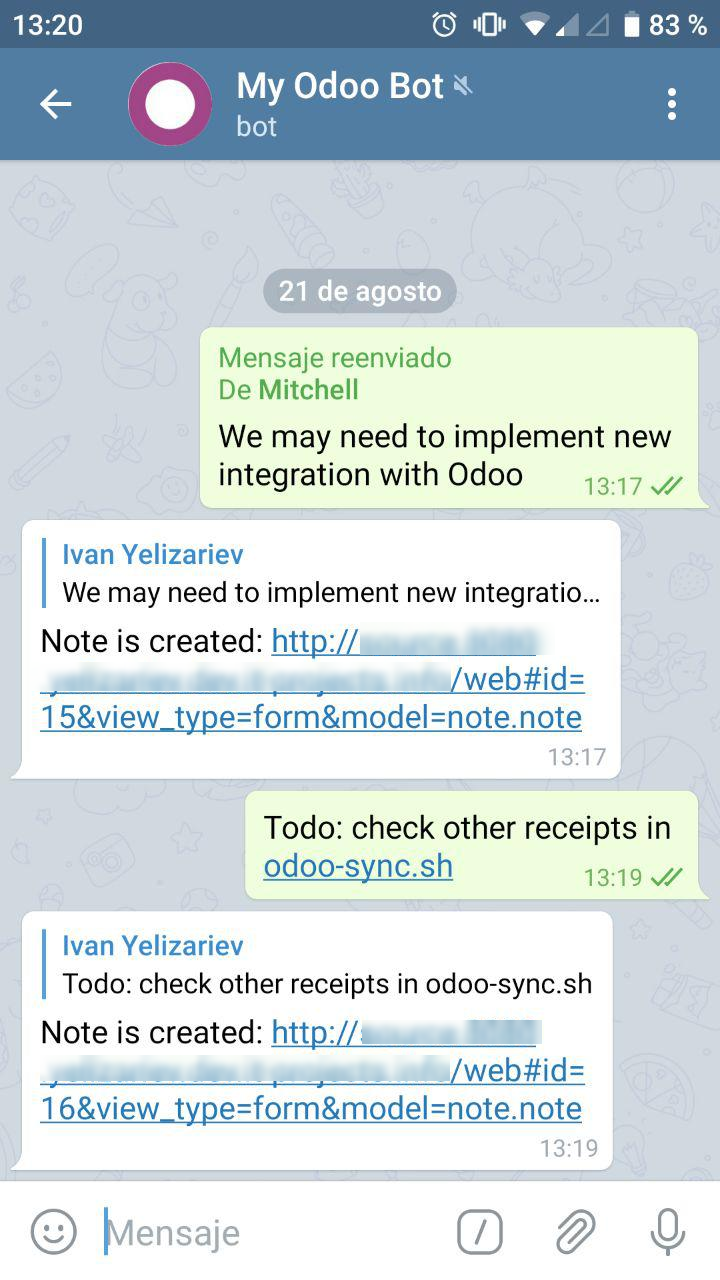 13:20
83 %
My Odoo Bot
bot
21 de agosto
Mensaje reenviado
De Mitchell
We may need to implement new
integration with Odoo
13:17
Ivan Yelizariev
We may need to implement new integratio...
Note is created: http://
/web#id=
15&view_type=form&model=note.note
13:17
Todo: check other receipts in
odoo-sync.sh
13:19
Ivan Yelizariev
Todo: check other receipts in odoo-sync.sh
Note is created: http://
/web#id=
16&view_type=form&model=note.note
13:19
Mensaje